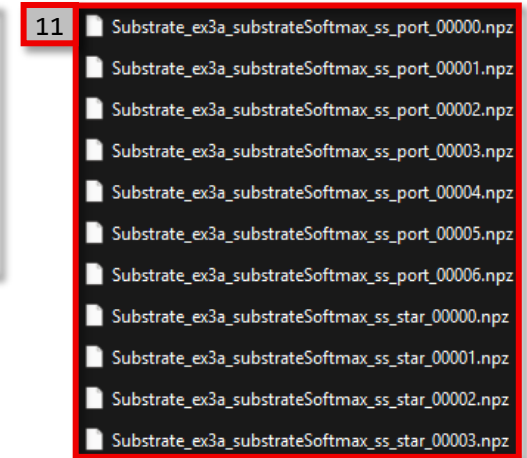 11
Substrate_ex3a_substrateSoftmax_ss_port_00000.npz
Substrate_ex3a_substrateSoftmax_ss_port_00001.npz
Substrate_ex3a_substrateSoftmax_ss_port_00002.npz
Substrate_ex3a_substrateSoftmax_ss_port_00003.npz
Substrate_ex3a_substrateSoftmax_ss_port_00004.npz
Substrate_ex3a_substrateSoftmax_ss_port_00005.npz
Substrate_ex3a_substrateSoftmax_ss_port_00006.npz
Substrate_ex3a_substrateSoftmax_ss_star_00000.npz
Substrate_ex3a_substrateSoftmax_ss_star_00001.npz
Substrate_ex3a_substrateSoftmax_ss_star_00002.npz
Substrate_ex3a_substrateSoftmax_ss_star_00003.npz